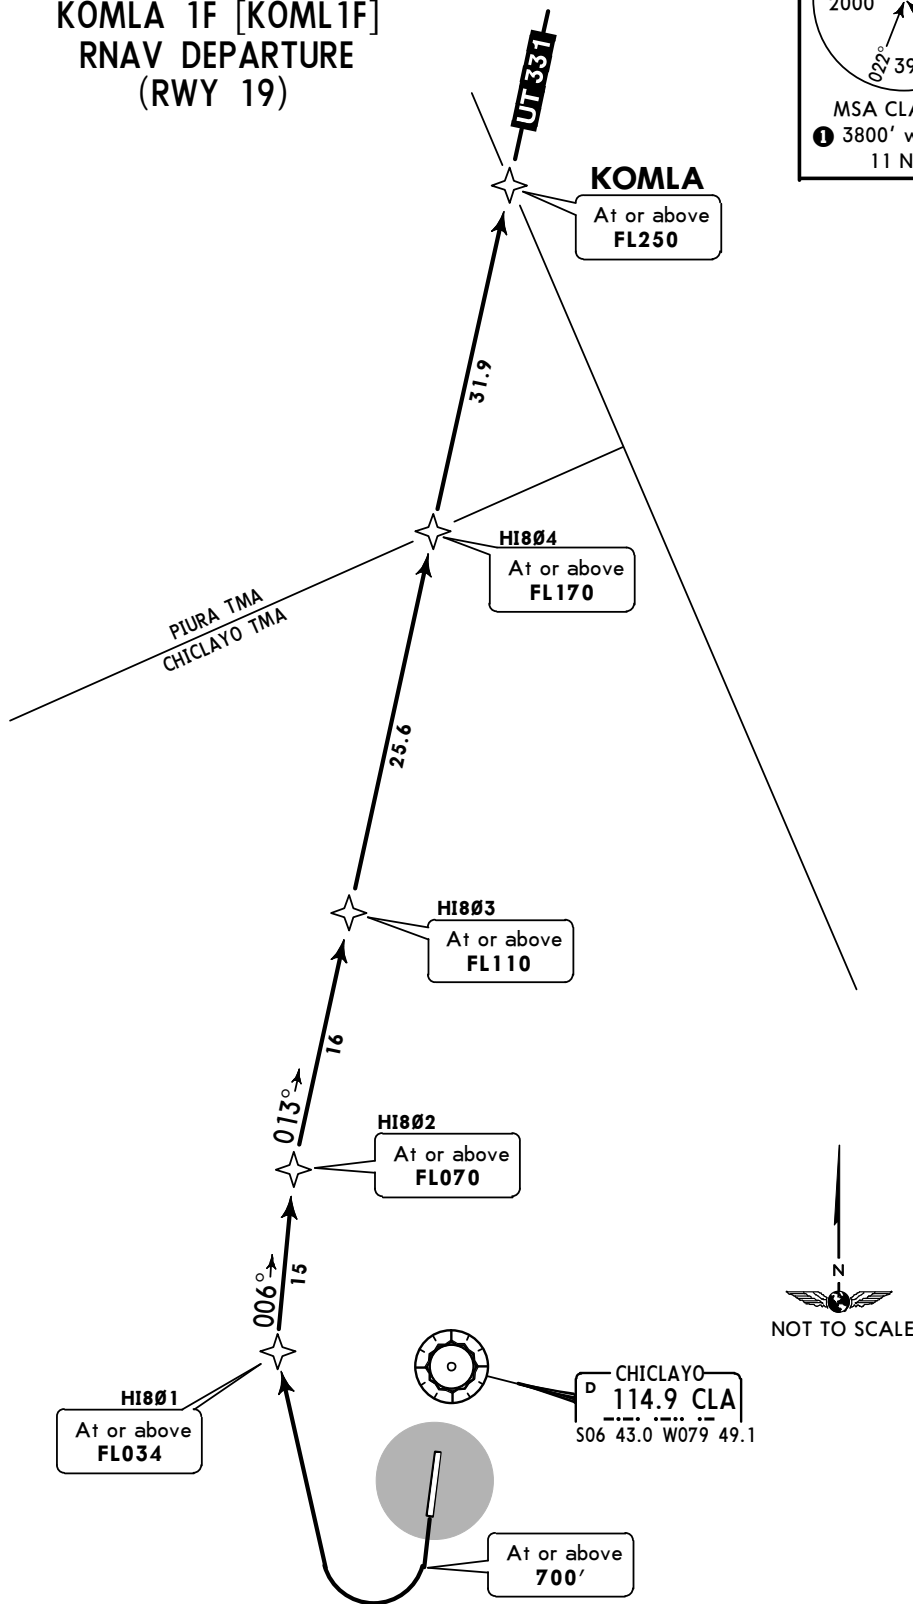 KOMLA 1F [KOML1F]
RNAV DEPARTURE
(RWY 19)
2000
022°
39
MSA CLA
1 3800' w
11 N
UT 331
KOMLA
At or above
FL250
31.9
HI8Ø4
At or above
FL170
PIURA TMA
CHICLAYO TMA
25.6
HI8Ø3
At or above
FL110
16
013°
HI8Ø2
At or above
FL070
006°
15
N
NOT TO SCALE
HI8Ø1
At or above
FL034
CHICLAYO
D 114.9 CLA
S06 43.0 W079 49.1
At or above
700'